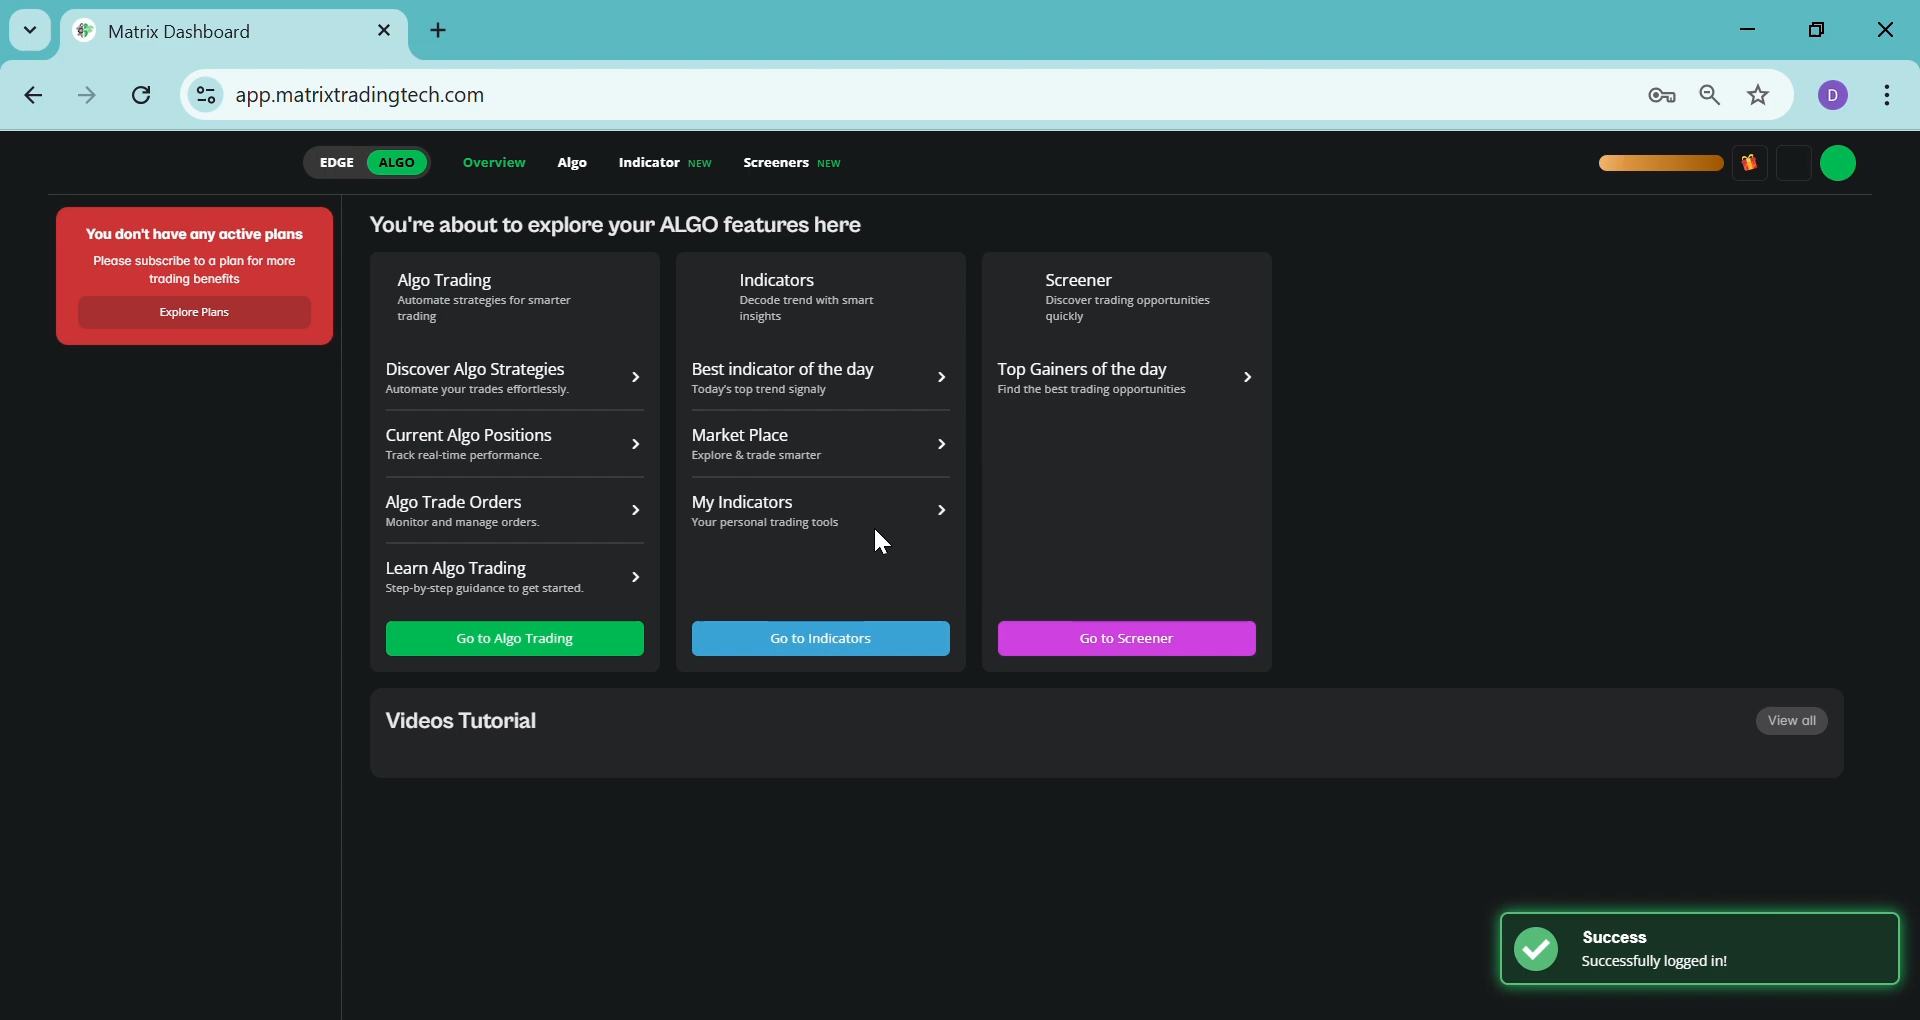 Matrix Dashboard
app.matrixtradingtech.com
D
EDGE ALGO Overview Algo Indicator NEW Screeners NEW
You don't have any active plans
Please subscribe to a plan for more
trading benefits
Explore Plans
You're about to explore your ALGO features here
Algo Trading
Automate strategies for smarter
trading
Discover Algo Strategies
Automate your trades effortlessly.
Current Algo Positions
Track real-time performance.
Algo Trade Orders
Monitor and manage orders.
Learn Algo Trading
Step-by-step guidance to get started.
Go to Algo Trading
Indicators
Decode trend with smart
insights
Best indicator of the day
Today's top trend signaly
Market Place
Explore & trade smarter
My Indicators
Your personal trading tools
Go to Indicators
Screener
Discover trading opportunities
quickly
Top Gainers of the day
Find the best trading opportunities
Go to Screener
Videos Tutorial
View all
Success
Successfully logged in!